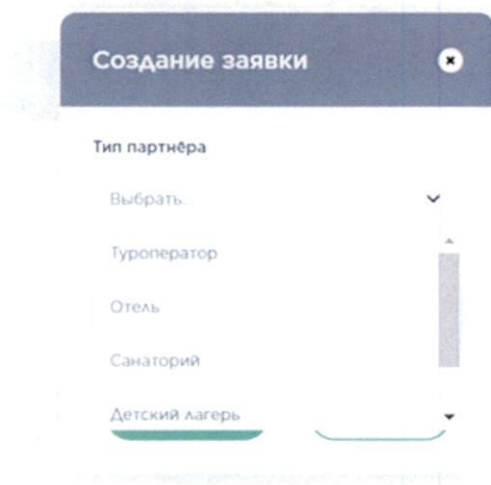 Создание заявки
Тип партнёра
Выбрать..
Туроператор
Отель
Санаторий
Детский лагерь